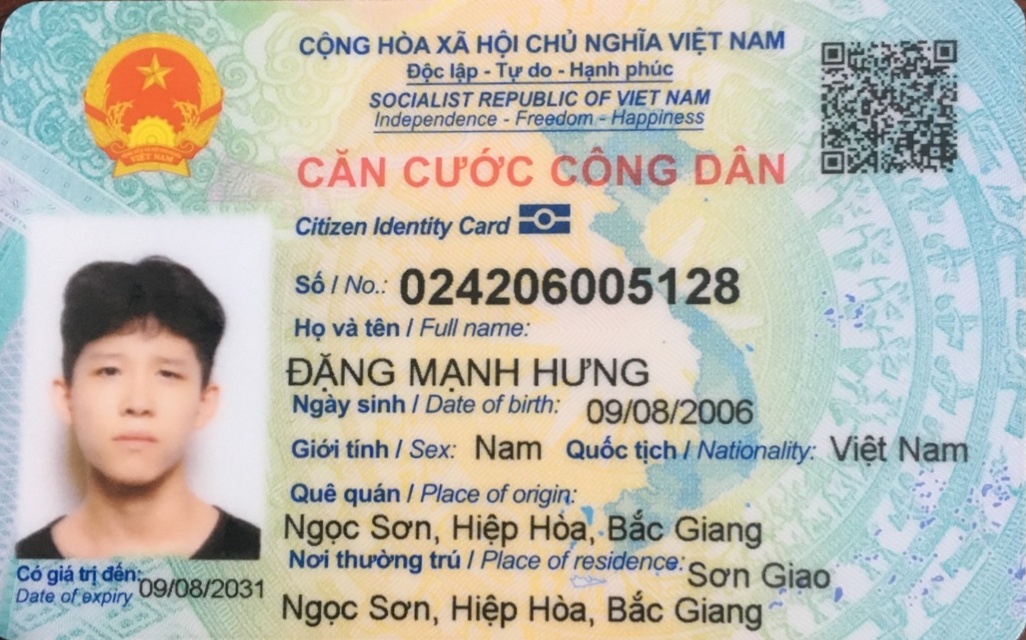 CỘNG HÒA XÃ HỘI CHỦ NGHĨA VIỆT NAM
Độc lập - Tự do - Hạnh phúc
SOCIALIST REPUBLIC OF VIET NAM
Independence - Freedom - Happiness
CĂN CƯỚC CÔNG DÂN
Citizen Identity Card
Số / No.: 024206005128
Họ và tên / Full name:
ĐẶNG MẠNH HƯNG
Ngày sinh / Date of birth: 09/08/2006
Giới tính / Sex: Nam Quốc tịch / Nationality: Việt Nam
Quê quán / Place of origin:
Ngọc Sơn, Hiệp Hòa, Bắc Giang
Nơi thường trú / Place of residence: Sơn Giao
Ngọc Sơn, Hiệp Hòa, Bắc Giang
Có giá trị đến: 09/08/2031
Date of expiry
VIỆT NAM